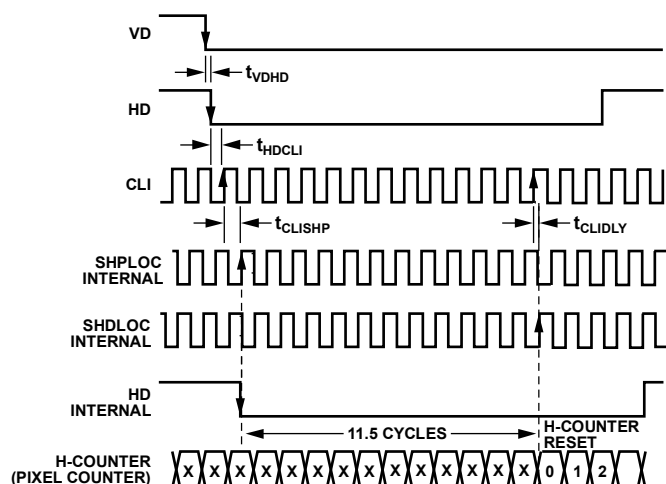 VD
tVDHD
HD
tHDCLI
CLI
tCLISHP
tCLIDLY
SHPLOC
INTERNAL
SHDLOC
INTERNAL
HD
INTERNAL
11.5 CYCLES
H-COUNTER
RESET
H-COUNTER
(PIXEL COUNTER)
X X X X X X X X X X X X X X 0 1 2